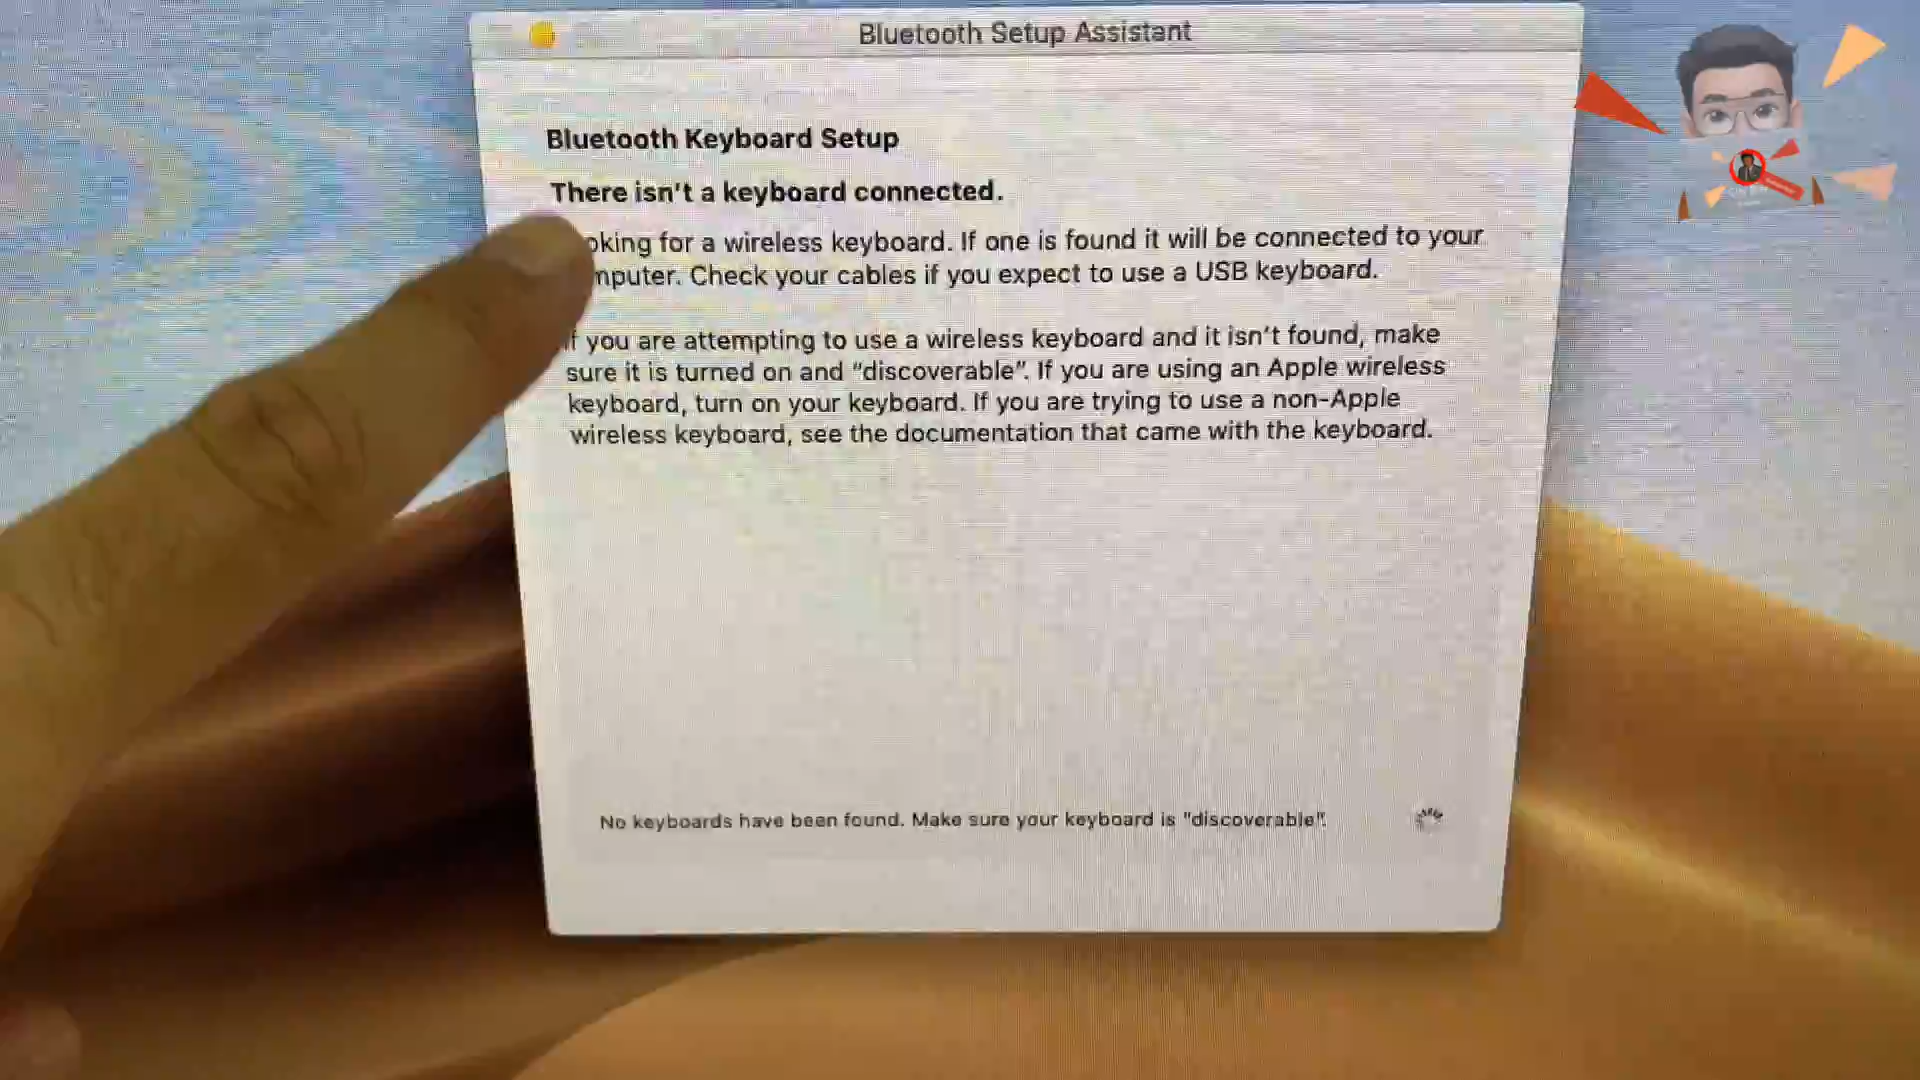 Bluetooth Setup Assistant
Bluetooth Keyboard Setup
There isn't a keyboard connected.
for a wireless keyboard. If one is found it will be connected to your
Check your cables if you expect to use a USB keyboard.
If you are attempting to use a wireless keyboard and it isn't found, make
sure it is turned on and "discoverable". If you are using an Apple wireless
keyboard, turn on your keyboard. If you are trying to use a non-Apple
wireless keyboard, see the documentation that came with the keyboard.
No keyboards have been found. Make sure your keyboard is "discoverable".